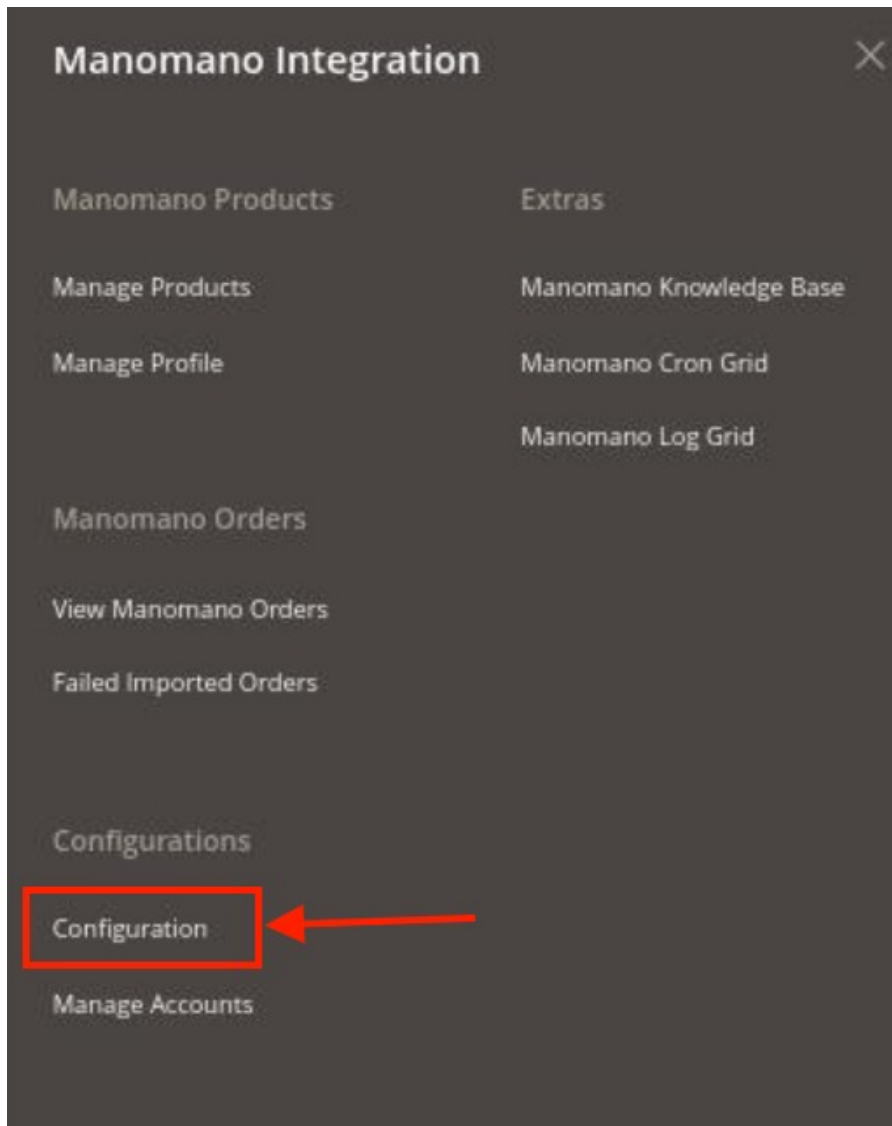 Manomano Integration
Manomano Products
Manage Products
Manage Profile
Extras
Manomano Knowledge Base
Manomano Cron Grid
Manomano Log Grid
Manomano Orders
View Manomano Orders
Failed Imported Orders
Configurations
Configuration
Manage Accounts